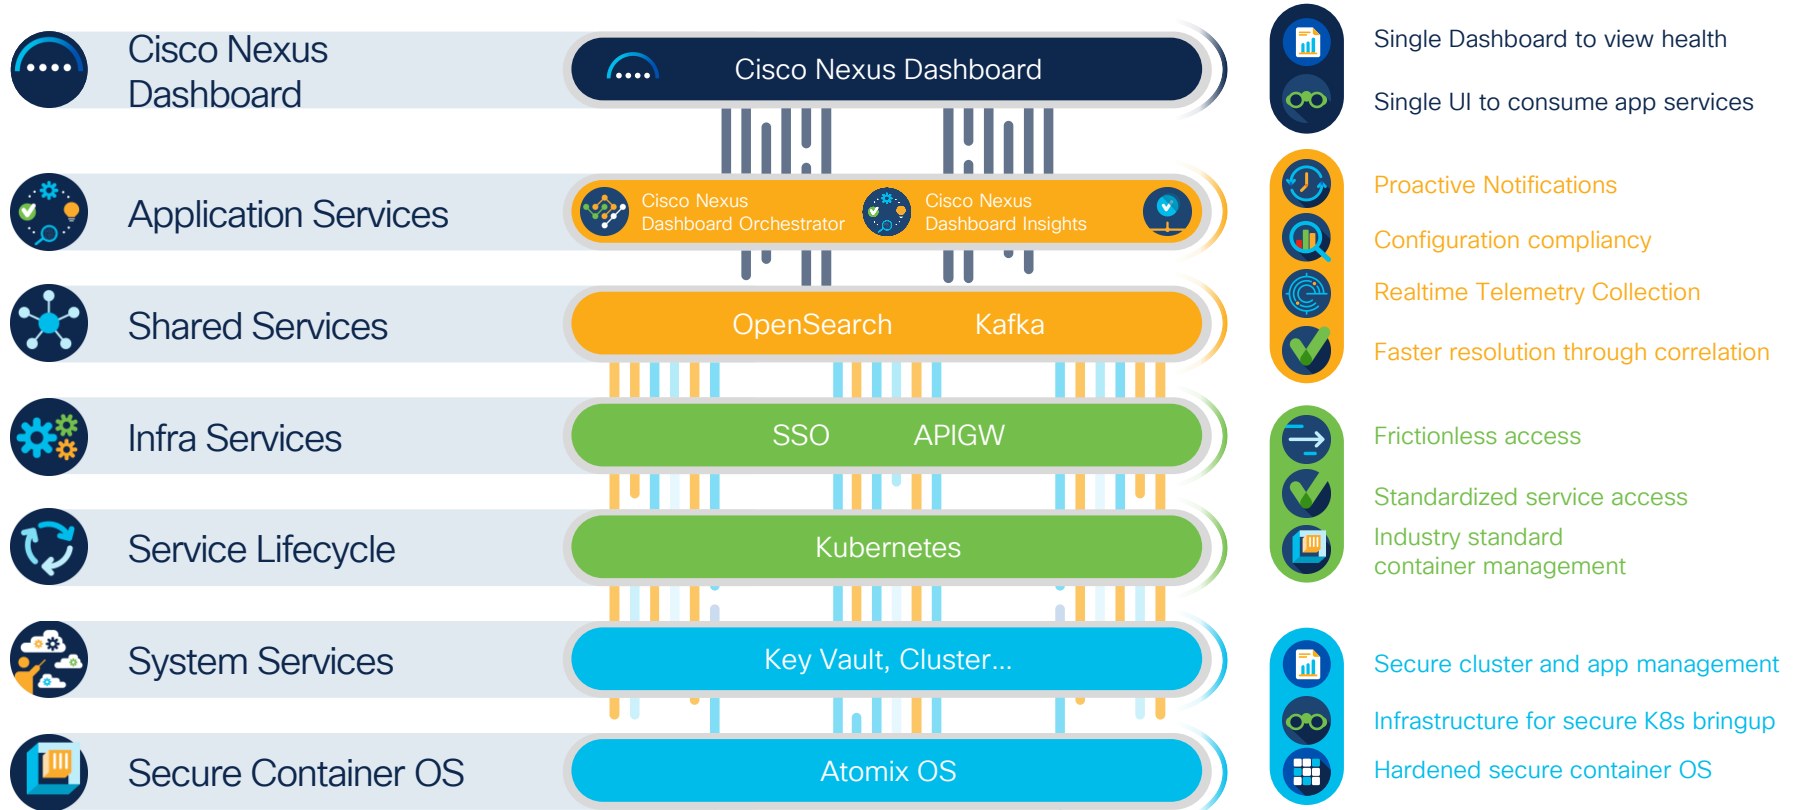 Cisco Nexus
Dashboard
Cisco Nexus Dashboard
Single Dashboard to view health
Single UI to consume app services
Application Services
Cisco Nexus
Dashboard Orchestrator
Cisco Nexus
Dashboard Insights
Proactive Notifications
Configuration compliancy
Realtime Telemetry Collection
Faster resolution through correlation
Shared Services
OpenSearch Kafka
Infra Services
SSO APIGW
Frictionless access
Standardized service access
Industry standard
container management
Service Lifecycle
Kubernetes
System Services
Key Vault, Cluster...
Secure cluster and app management
Infrastructure for secure K8s bringup
Hardened secure container OS
Secure Container OS
Atomix OS